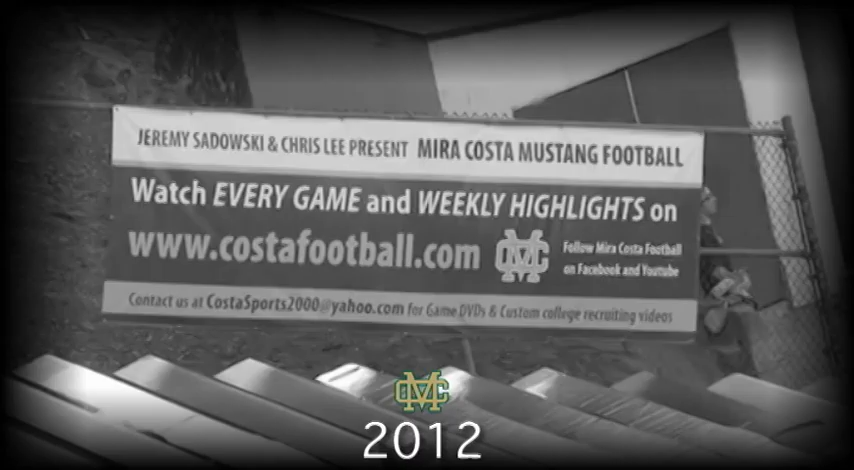 JEREMY SADOWSKI & CHRIS LEE PRESENT MIRA COSTA MUSTANG FOOTBALL
Watch EVERY GAME and WEEKLY HIGHLIGHTS on
www.costafootball.com
MC
Follow Mira Costa Football
on Facebook and Youtube
Contact us at CostaSports2000@yahoo.com for Game DVDs & Custom college recruiting videos
MC
2012